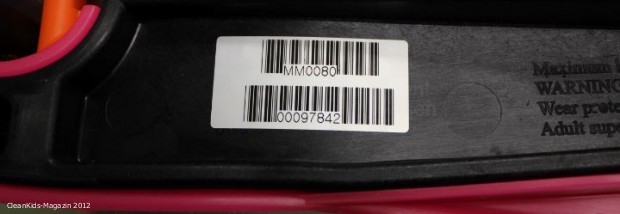 MM0080
00097842
Maximum
WARNING
Wear
Adult
CleanKids-Magazin 2012